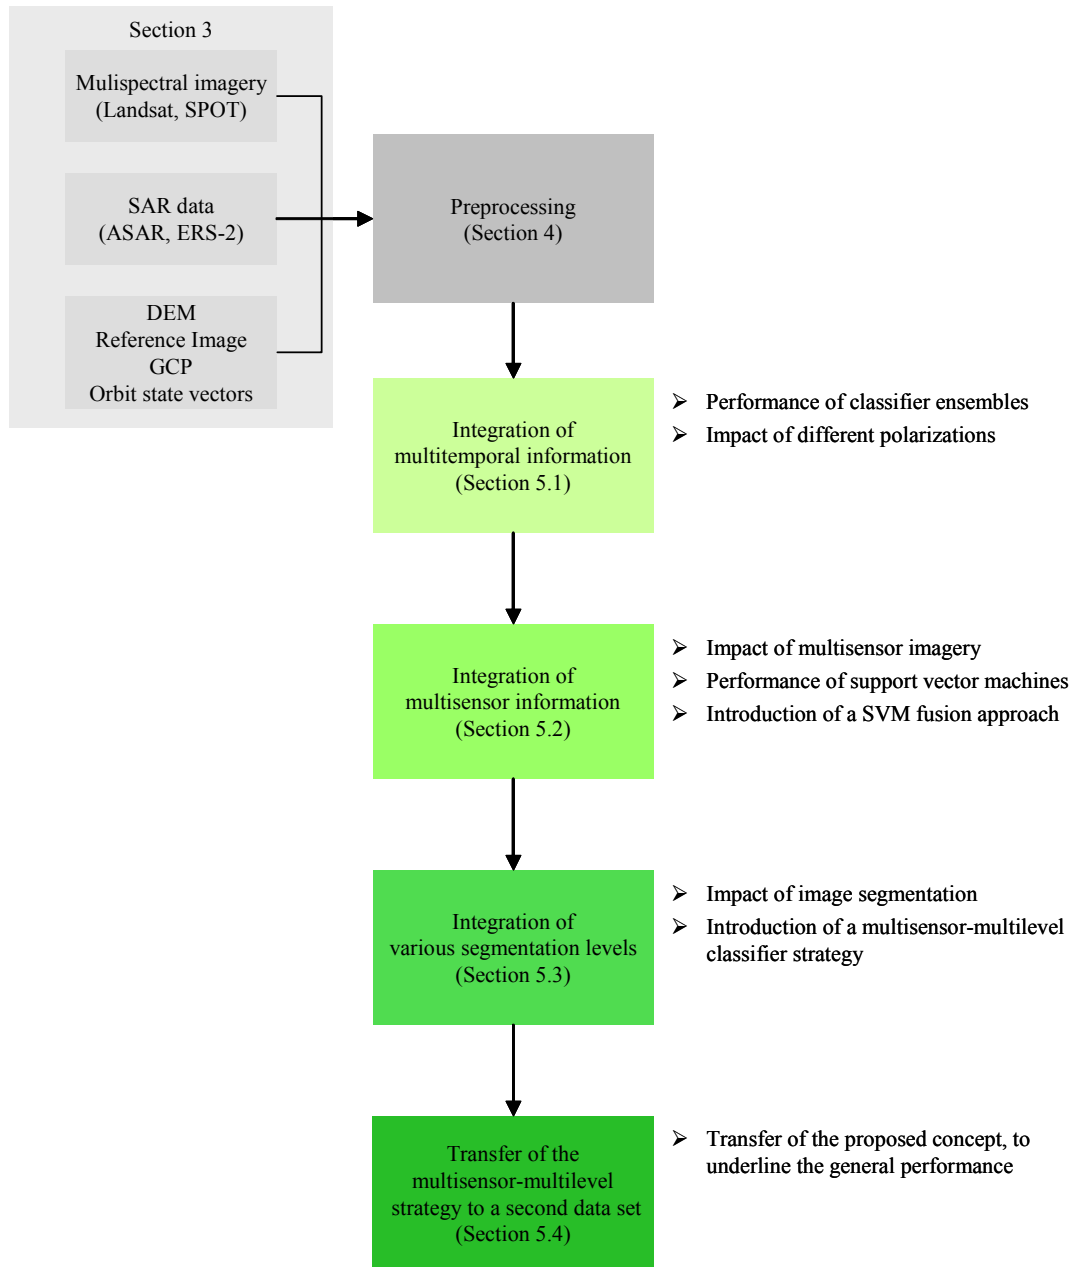 Section 3
Mulispectral imagery
(Landsat, SPOT)
SAR data
(ASAR, ERS-2)
DEM
Reference Image
GCP
Orbit state vectors
Preprocessing
(Section 4)
Integration of
multitemporal information
(Section 5.1)
➢ Performance of classifier ensembles
➢ Impact of different polarizations
Integration of
multisensor information
(Section 5.2)
➢ Impact of multisensor imagery
➢ Performance of support vector machines
➢ Introduction of a SVM fusion approach
Integration of
various segmentation levels
(Section 5.3)
➢ Impact of image segmentation
➢ Introduction of a multisensor-multilevel
classifier strategy
Transfer of the
multisensor-multilevel
strategy to a second data set
(Section 5.4)
➢ Transfer of the proposed concept, to
underline the general performance